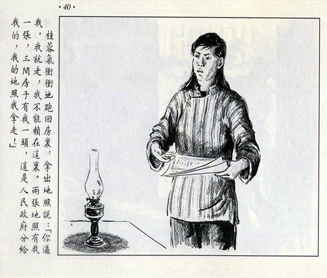 ·40·
桂蓉氣衝衝地跑回房裏，拿出地照說：「你逼
我，我就走，我不能賴在這裏。兩張地照有我
一張，三間房子有我一頭，這是人民政府分給
我的，我的地照我拿走！」